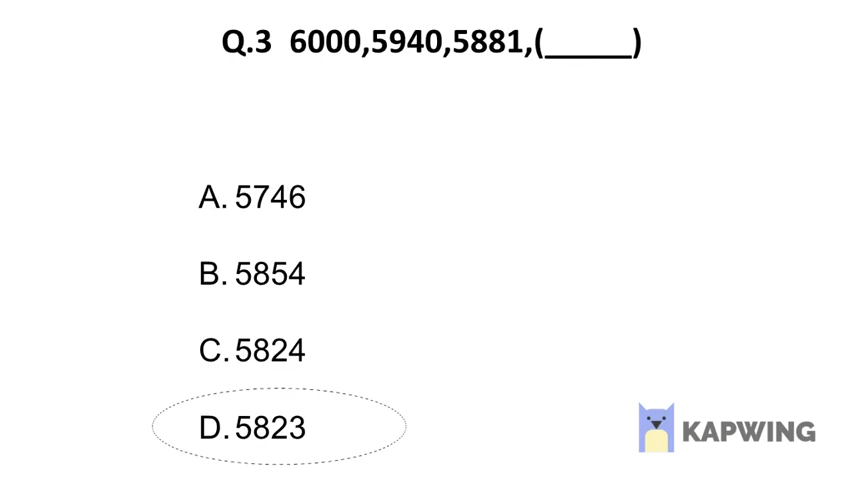 Q.3 6000,5940,5881,(_____)
A. 5746
B. 5854
C. 5824
D. 5823
KAPWING